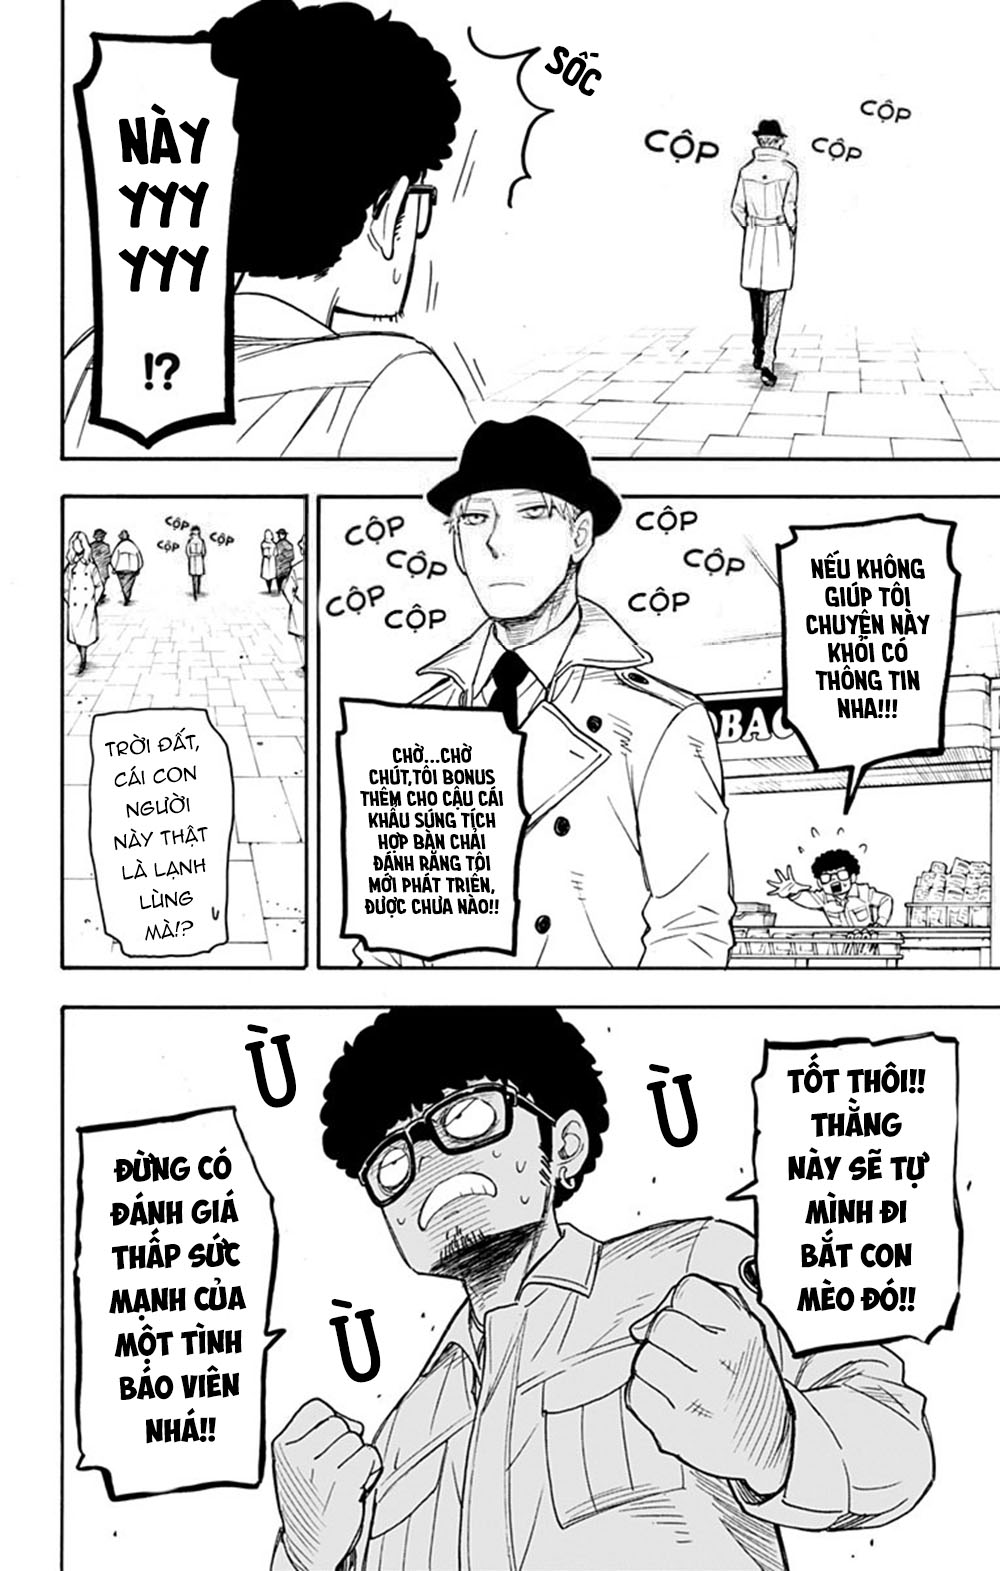 CỘP
CỘP
CỘP
SỐC
NÀY
YYY
YYY
!?
NẾU KHÔNG
GIÚP TÔI
CHUYỆN NÀY
KHỎI CÓ
THÔNG TIN
NHA!!!
CỘP
CỘP
CỘP
CỘP
CỘP
CỘP
CỘP
OBAC
CHỜ...CHỜ
CHÚT,TÔI BONUS
THÊM CHO CẬU CÁI
KHẨU SÚNG TÍCH
HỢP BÀN CHẢI
ĐÁNH RĂNG TÔI
MỚI PHÁT TRIỂN,
ĐƯỢC CHƯA NÀO!!
CỘP
CỘP
CỘP
TRỜI ĐẤT,
CÁI CON
NGƯỜI
NÀY THẬT
LÀ LẠNH
LÙNG
MÀ!?
TỐT THÔI!!
THẰNG
NÀY SẼ TỰ
MÌNH ĐI
BẮT CON
MÈO ĐÓ!!
Ù
Ù
Ù
ĐỪNG CÓ
ĐÁNH GIÁ
THẤP SỨC
MẠNH CỦA
MỘT TÌNH
BÁO VIÊN
NHÁ!!